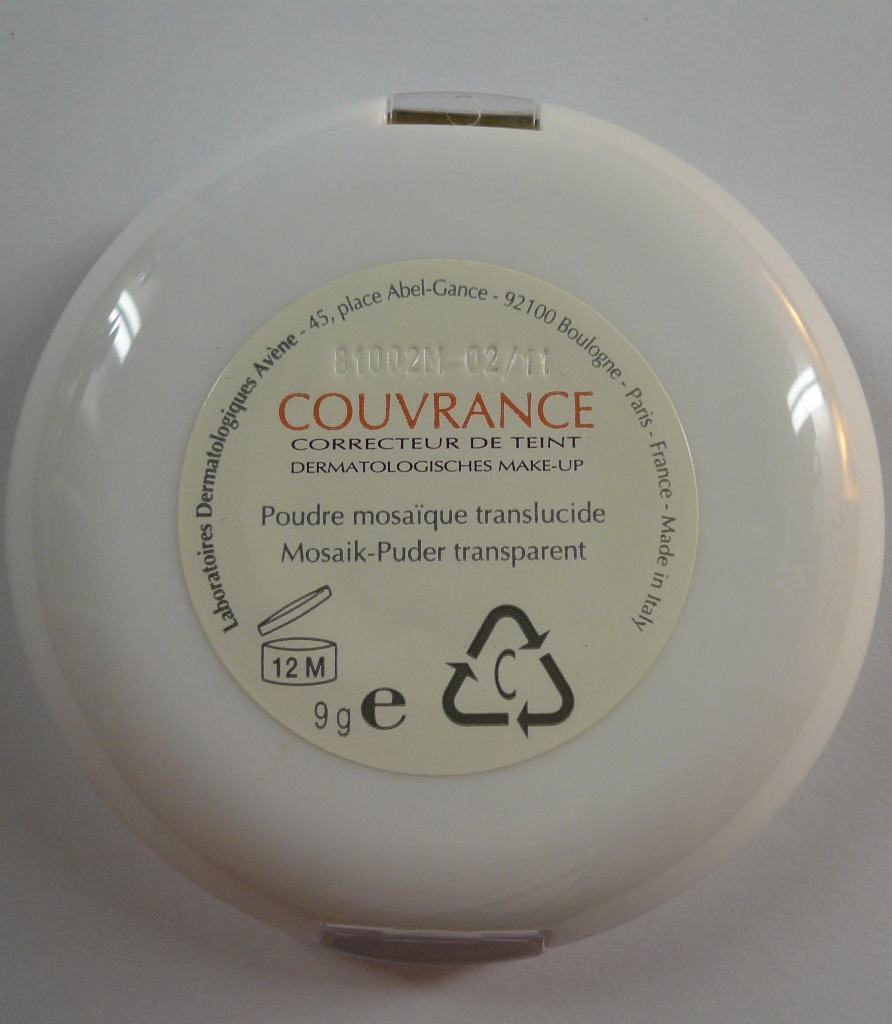 Laboratoires Dermatologiques Avène - 45, place Abel-Gance - 92100 Boulogne - Paris - France - Made in Italy
81002M 02/11
COUVRANCE
CORRECTEUR DE TEINT
DERMATOLOGISCHES MAKE-UP
Poudre mosaïque translucide
Mosaik-Puder transparent
12 M
9 g e
C